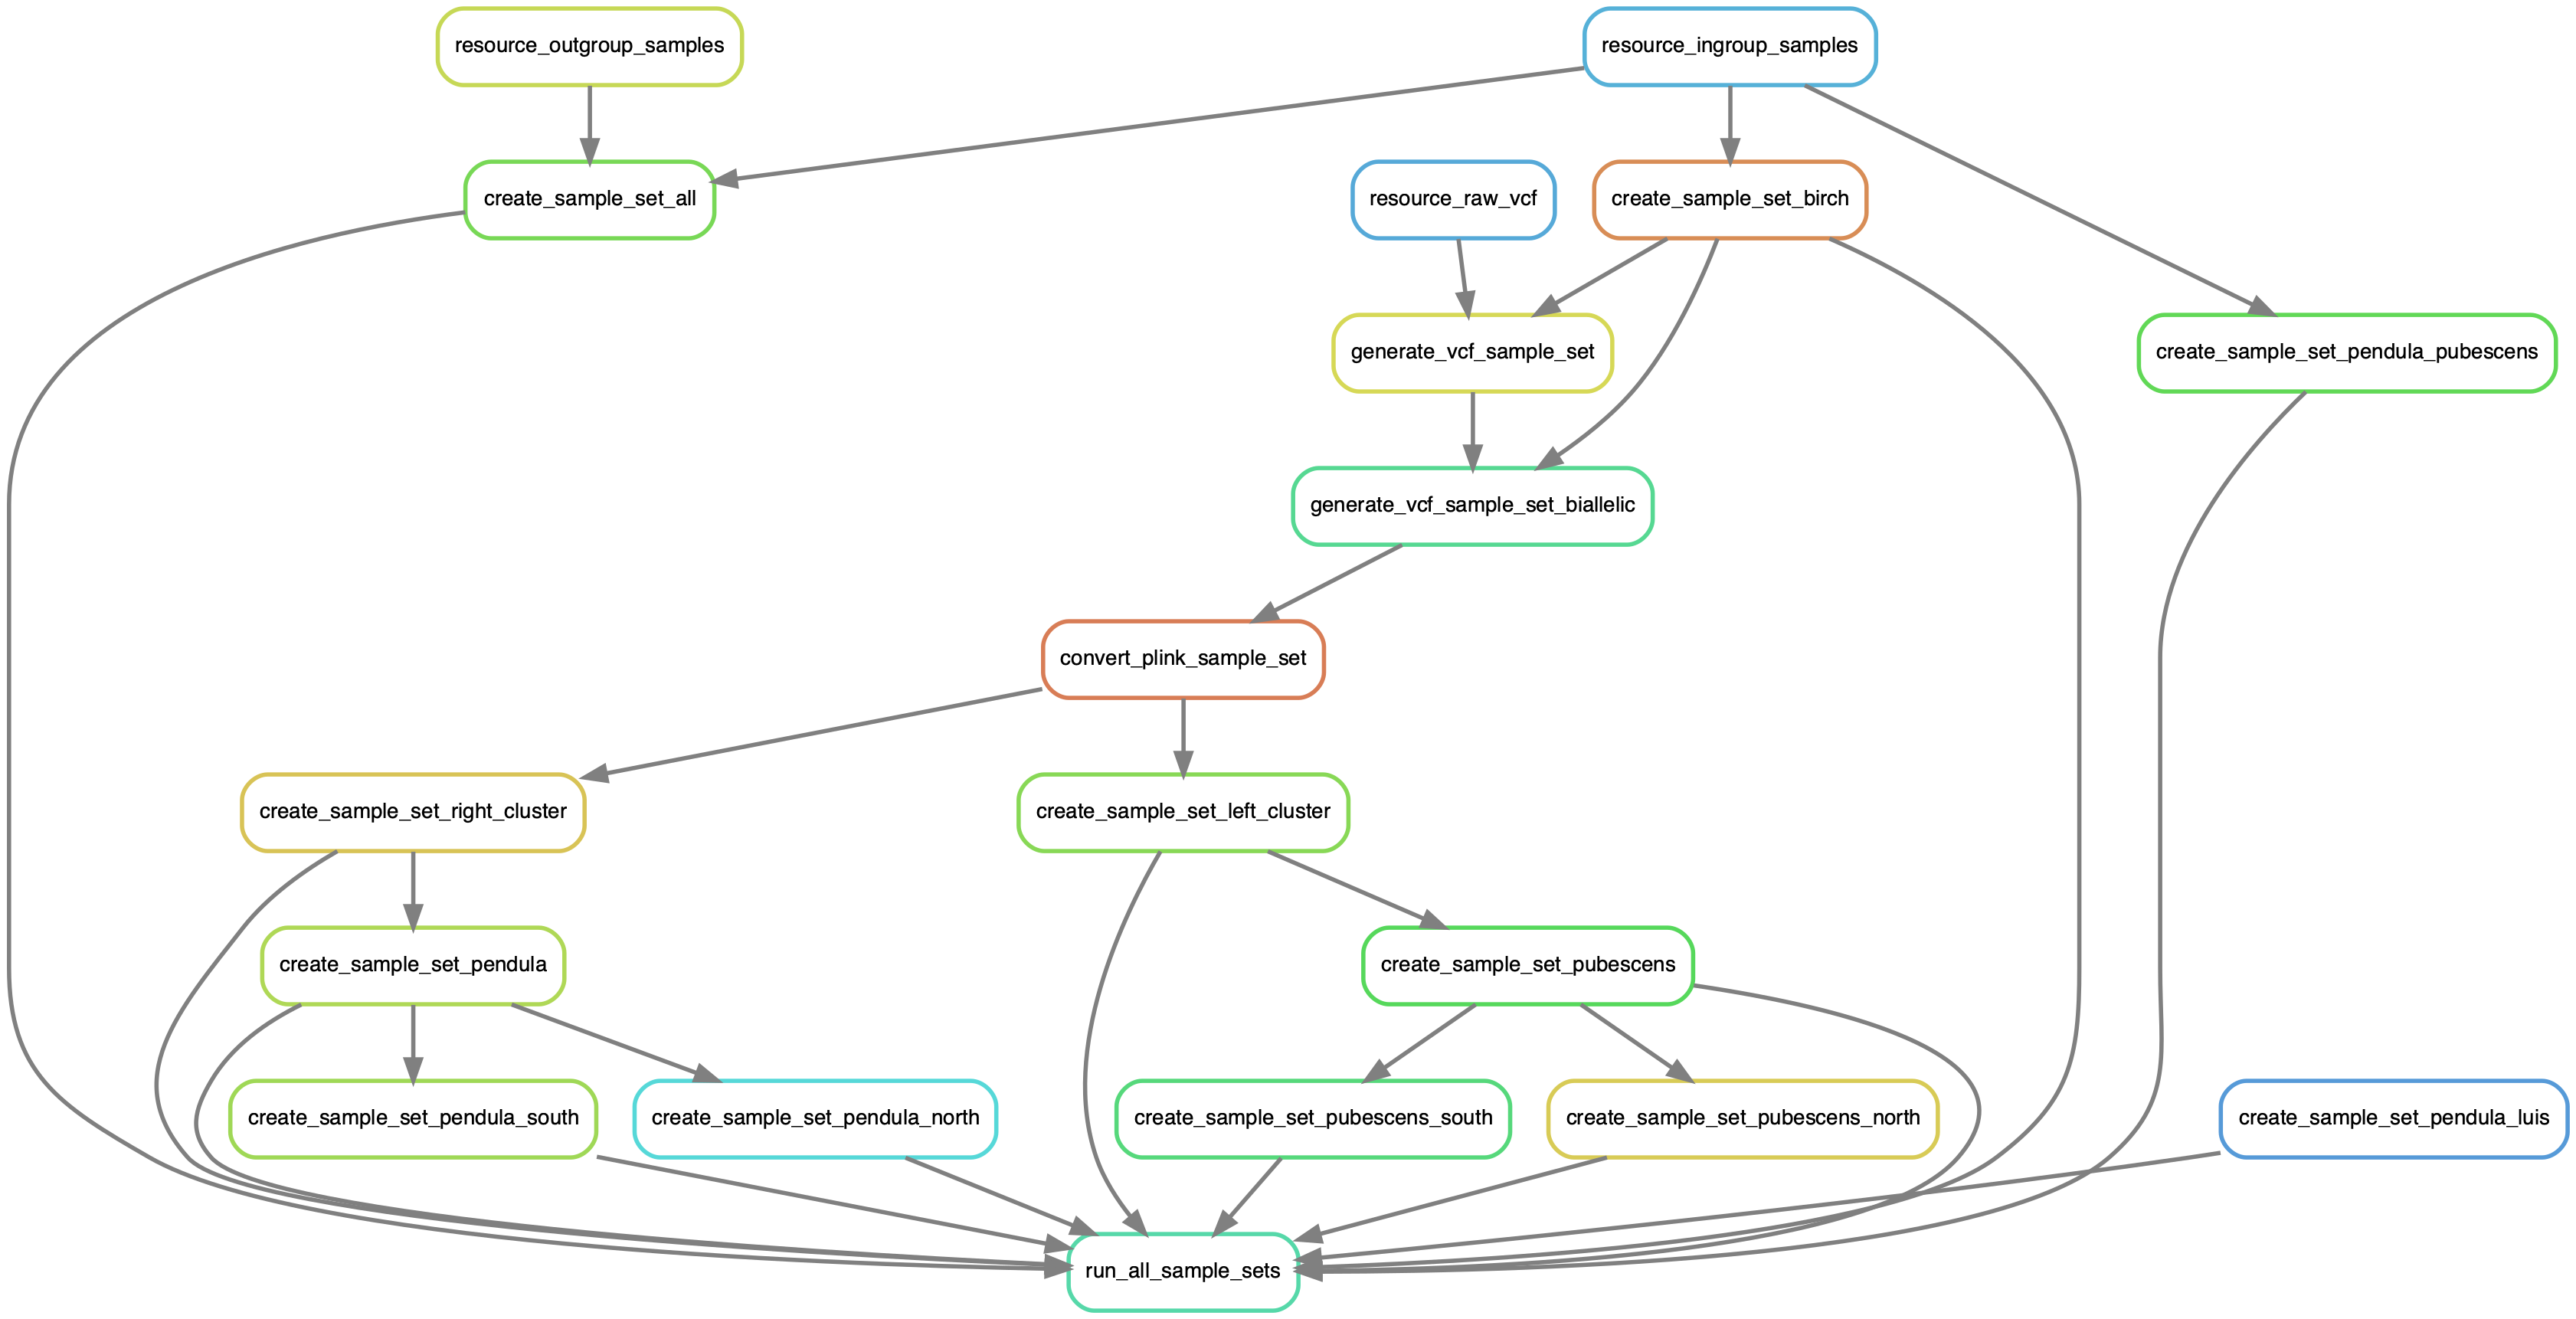 resource_outgroup_samples
resource_ingroup_samples
create_sample_set_all
resource_raw_vcf
create_sample_set_birch
generate_vcf_sample_set
create_sample_set_pendula_pubescens
generate_vcf_sample_set_biallelic
convert_plink_sample_set
create_sample_set_right_cluster
create_sample_set_left_cluster
create_sample_set_pendula
create_sample_set_pubescens
create_sample_set_pendula_south
create_sample_set_pendula_north
create_sample_set_pubescens_south
create_sample_set_pubescens_north
create_sample_set_pendula_luis
run_all_sample_sets